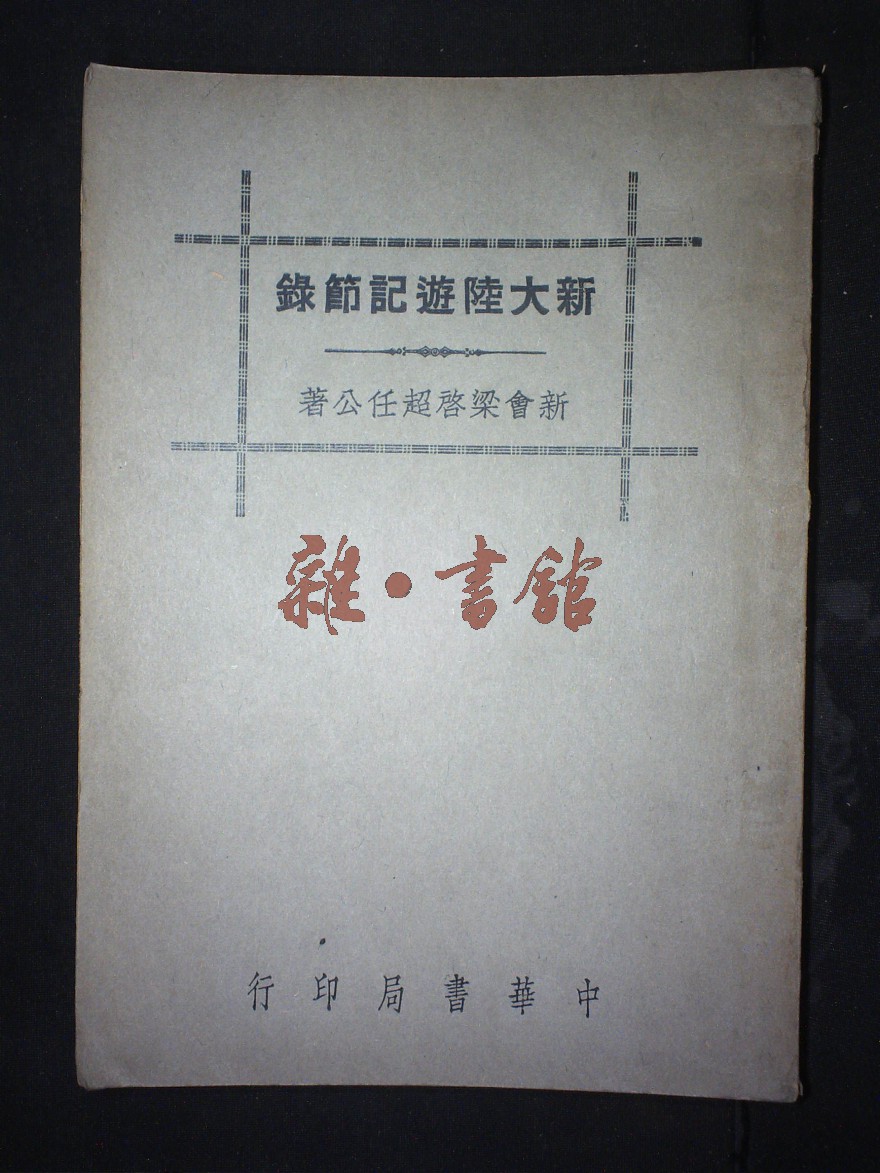 新大陸遊記節錄
新會梁啓超任公著
雜·書館
中華書局印行